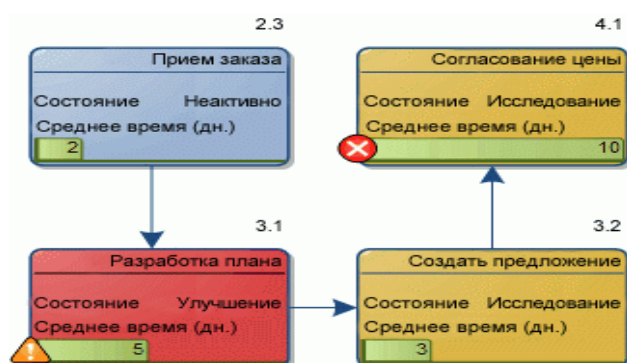 2.3
Прием заказа
Состояние Неактивно
Среднее время (дн.)
2
4.1
Согласование цены
Состояние Исследование
Среднее время (дн.)
10
3.1
Разработка плана
Состояние Улучшение
Среднее время (дн.)
5
3.2
Создать предложение
Состояние Исследование
Среднее время (дн.)
3